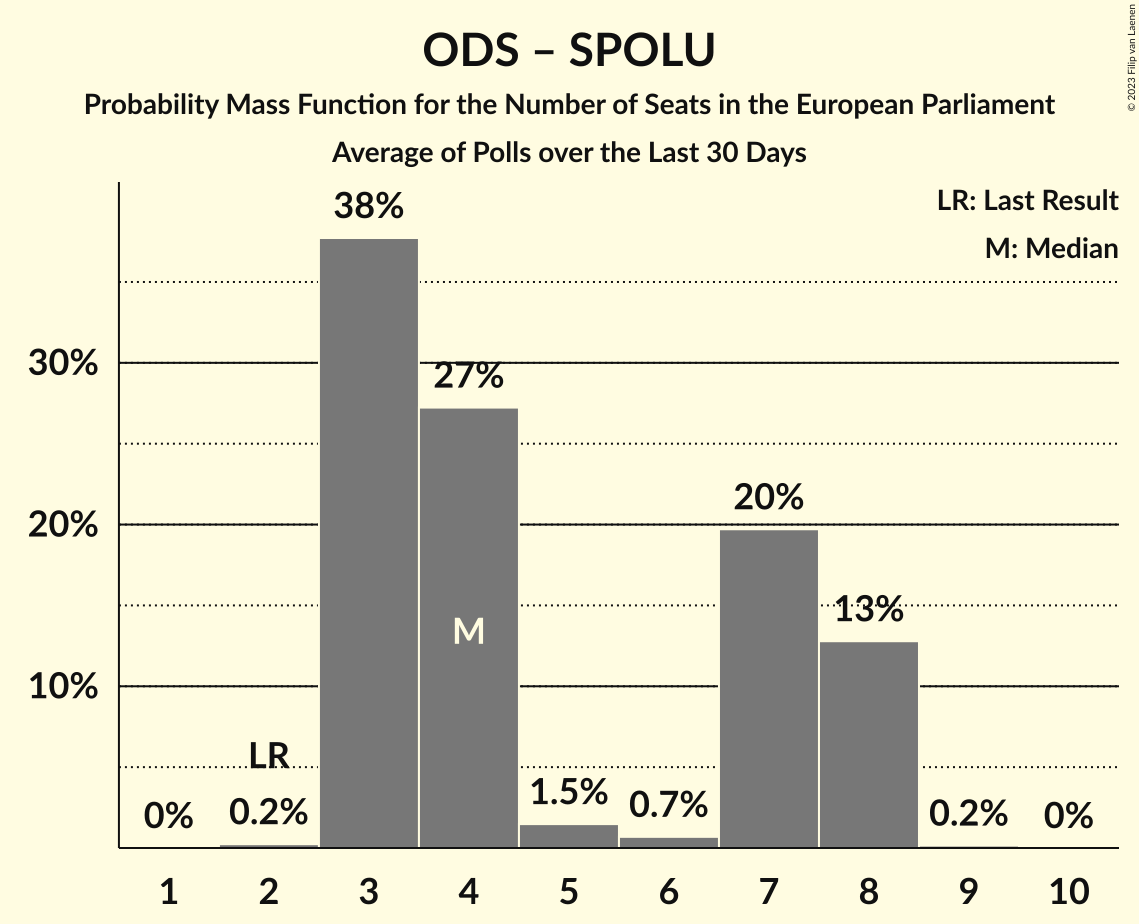 ODS – SPOLU
Probability Mass Function for the Number of Seats in the European Parliament
Average of Polls over the Last 30 Days
© 2023 Filip van Laenen
LR: Last Result
M: Median
38%
30%
27%
20%
20%
13%
M
10%
LR
0%
0.2%
1.5%
0.7%
0.2%
0%
1 2 3 4 5 6 7 8 9 10